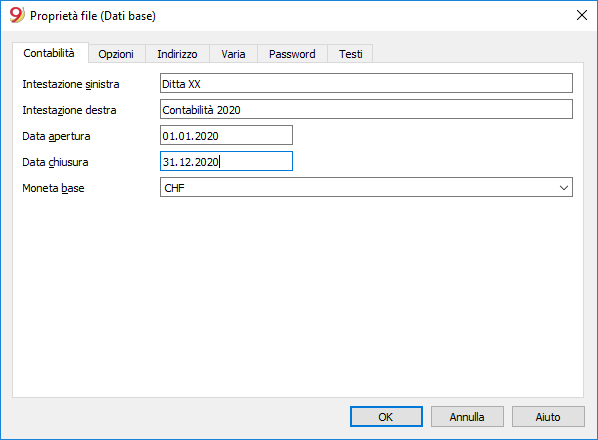 9 Proprietà file (Dati base)
Contabilità Opzioni Indirizzo Varia Password Testi
Intestazione sinistra Ditta XX
Intestazione destra Contabilità 2020
Data apertura 01.01.2020
Data chiusura 31.12.2020
Moneta base CHF
OK Annulla Aiuto